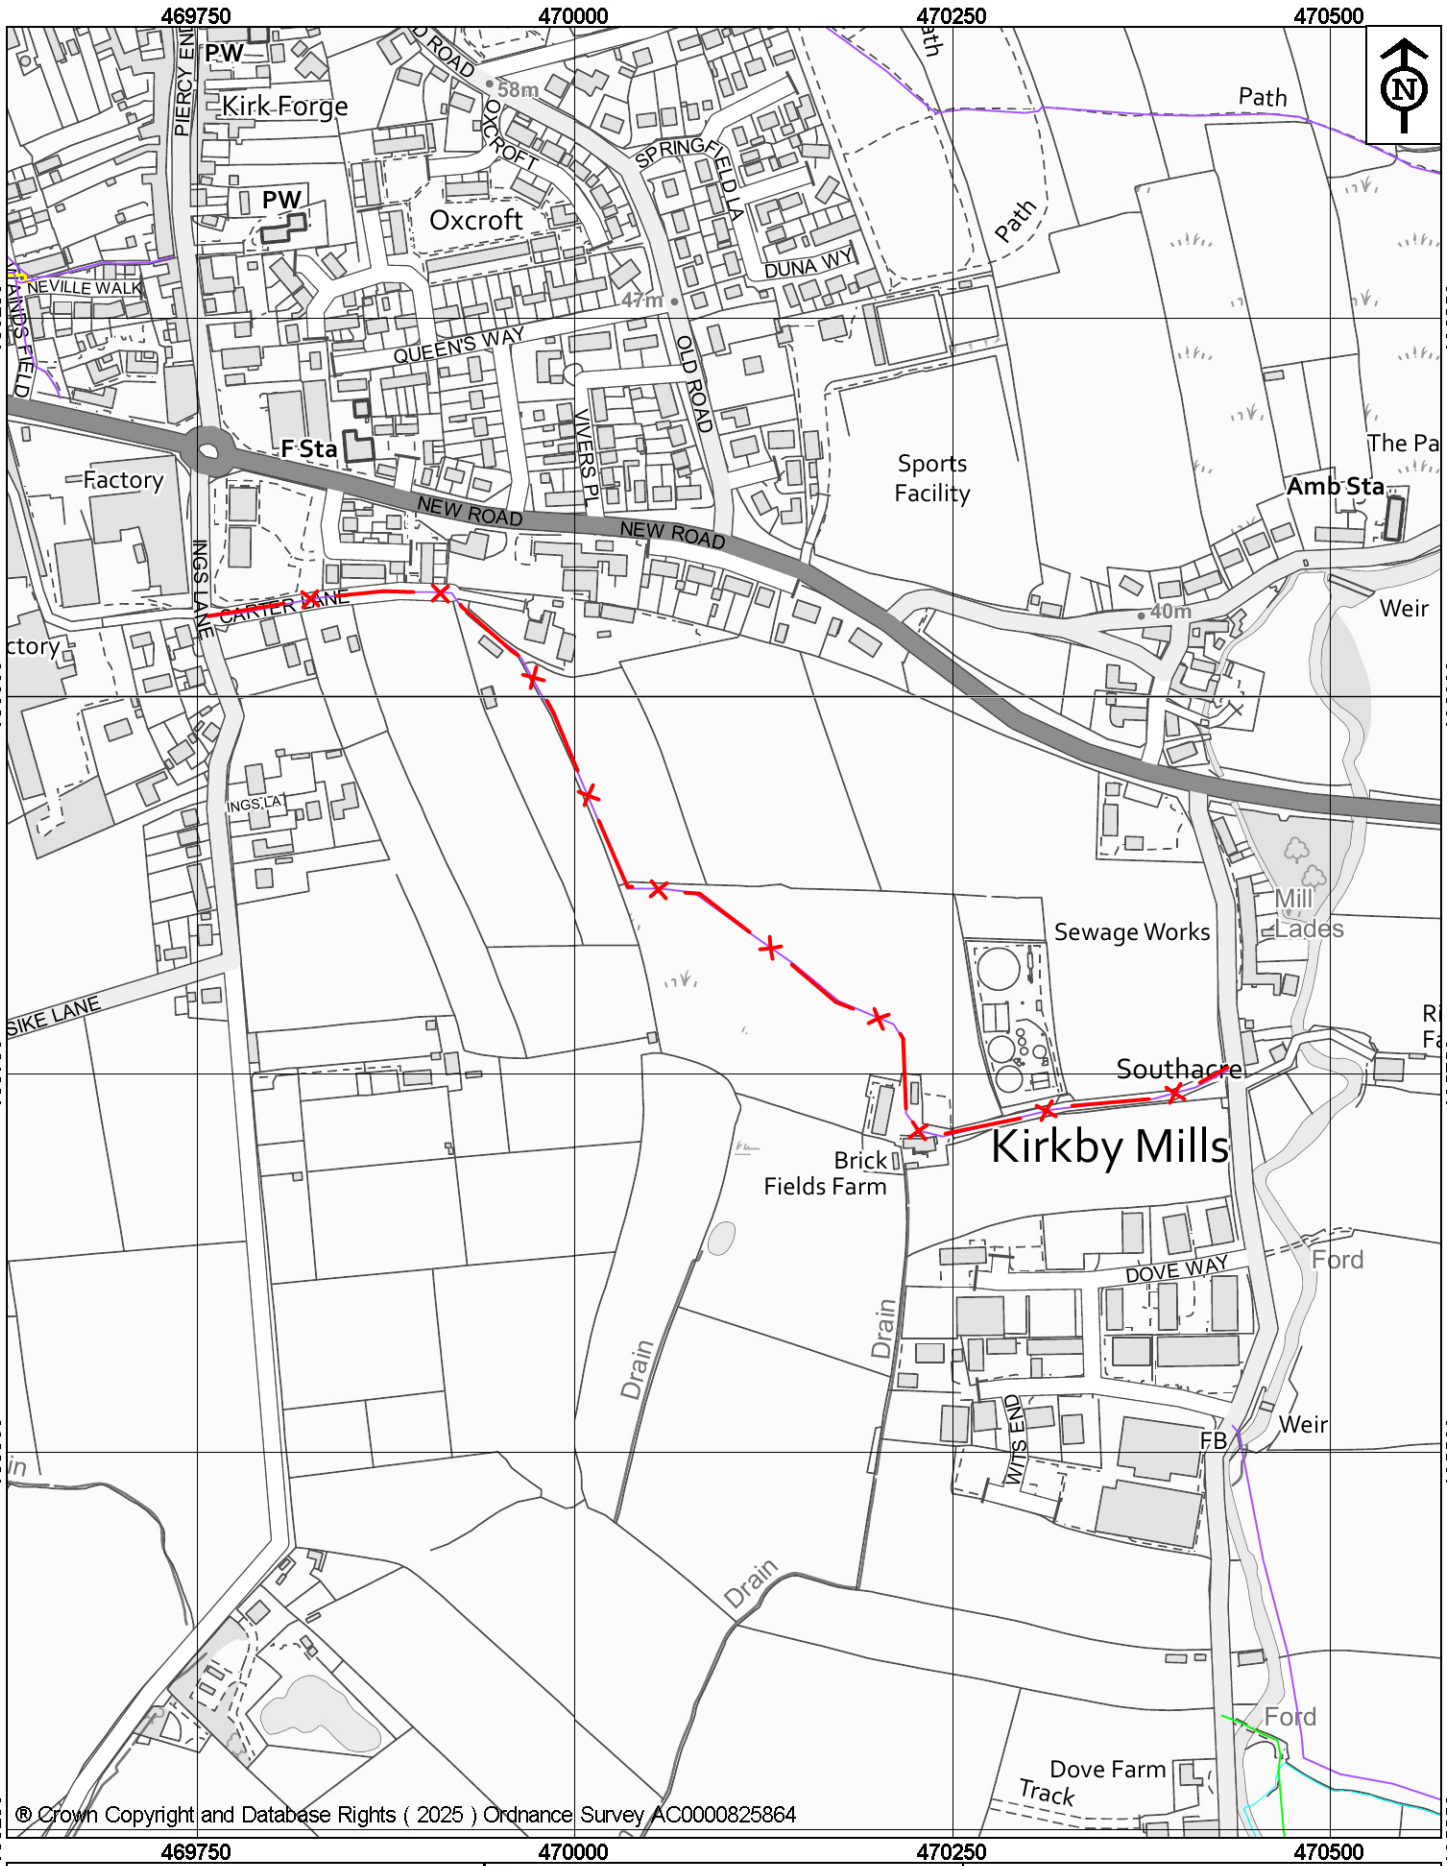 469750
470000
470250
470500
PIERCY END
PW
D ROAD
58m
ath
Path
N
Kirk Forge
OXCROFT
SPRINGFIELD LA
PW
Oxcroft
Path
DUNA WY
NEVILLE WALK
47m
QUEEN'S WAY
OLD ROAD
VIVERS PL
F Sta
Factory
Sports
Facility
The Pa
Amb Sta
NEW ROAD
NEW ROAD
INGS LANE
CARTER LANE
40m
Weir
ctory
INGS LA
Mill
Lades
Sewage Works
SIKE LANE
Ri
Fa
Southacre
Kirkby Mills
Brick
Fields Farm
Ford
DOVE WAY
Drain
Drain
WITS END
FB
Weir
in
Drain
Ford
Dove Farm
Track
® Crown Copyright and Database Rights ( 2025 ) Ordnance Survey AC0000825864
469750
470000
470250
470500